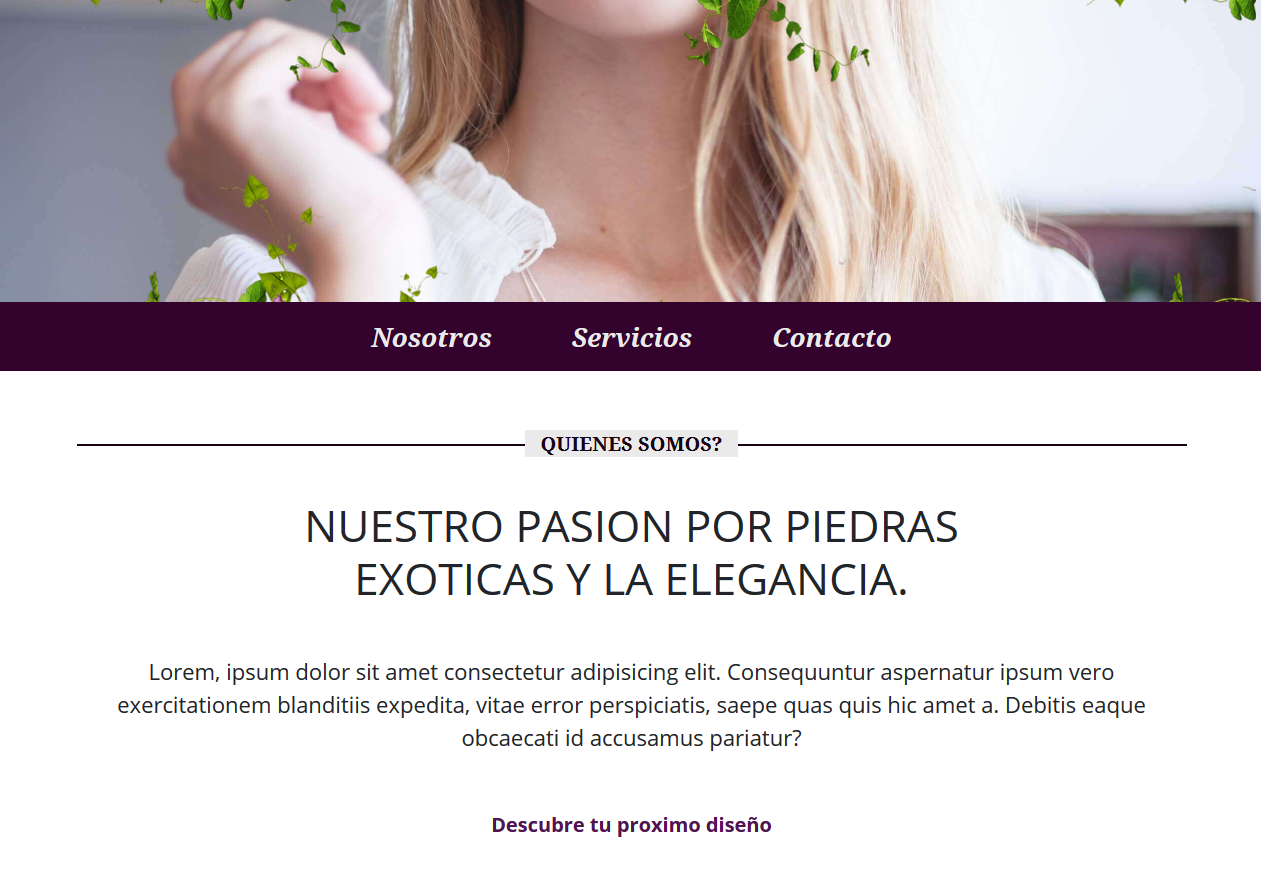 Nosotros Servicios Contacto
QUIENES SOMOS?
NUESTRO PASION POR PIEDRAS
EXOTICAS Y LA ELEGANCIA.
Lorem, ipsum dolor sit amet consectetur adipisicing elit. Consequuntur aspernatur ipsum vero
exercitationem blanditiis expedita, vitae error perspiciatis, saepe quas quis hic amet a. Debitis eaque
obcaecati id accusamus pariatur?
Descubre tu proximo diseño